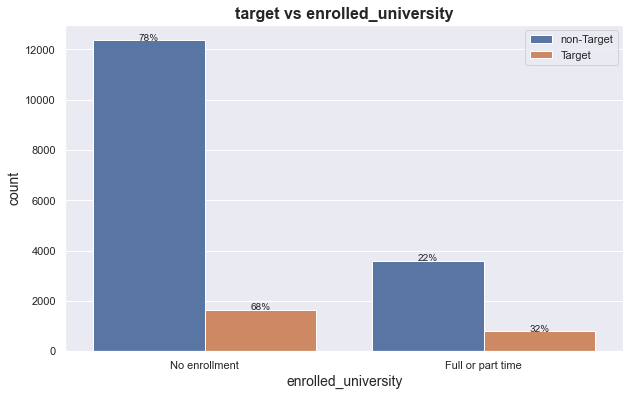 target vs enrolled_university
non-Target
Target
78%
68%
22%
32%
12000
10000
8000
6000
4000
2000
0
count
No enrollment
Full or part time
enrolled_university